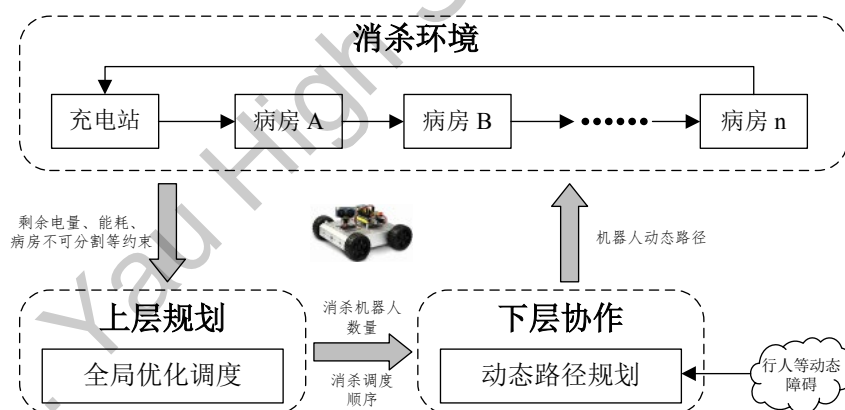 消杀环境
充电站
病房 A
病房 B
病房 n
剩余电量、能耗、
病房不可分割等约束
机器人动态路径
上层规划
全局优化调度
消杀机器人
数量
消杀调度
顺序
下层协作
动态路径规划
行人等动态
障碍
Yau High S